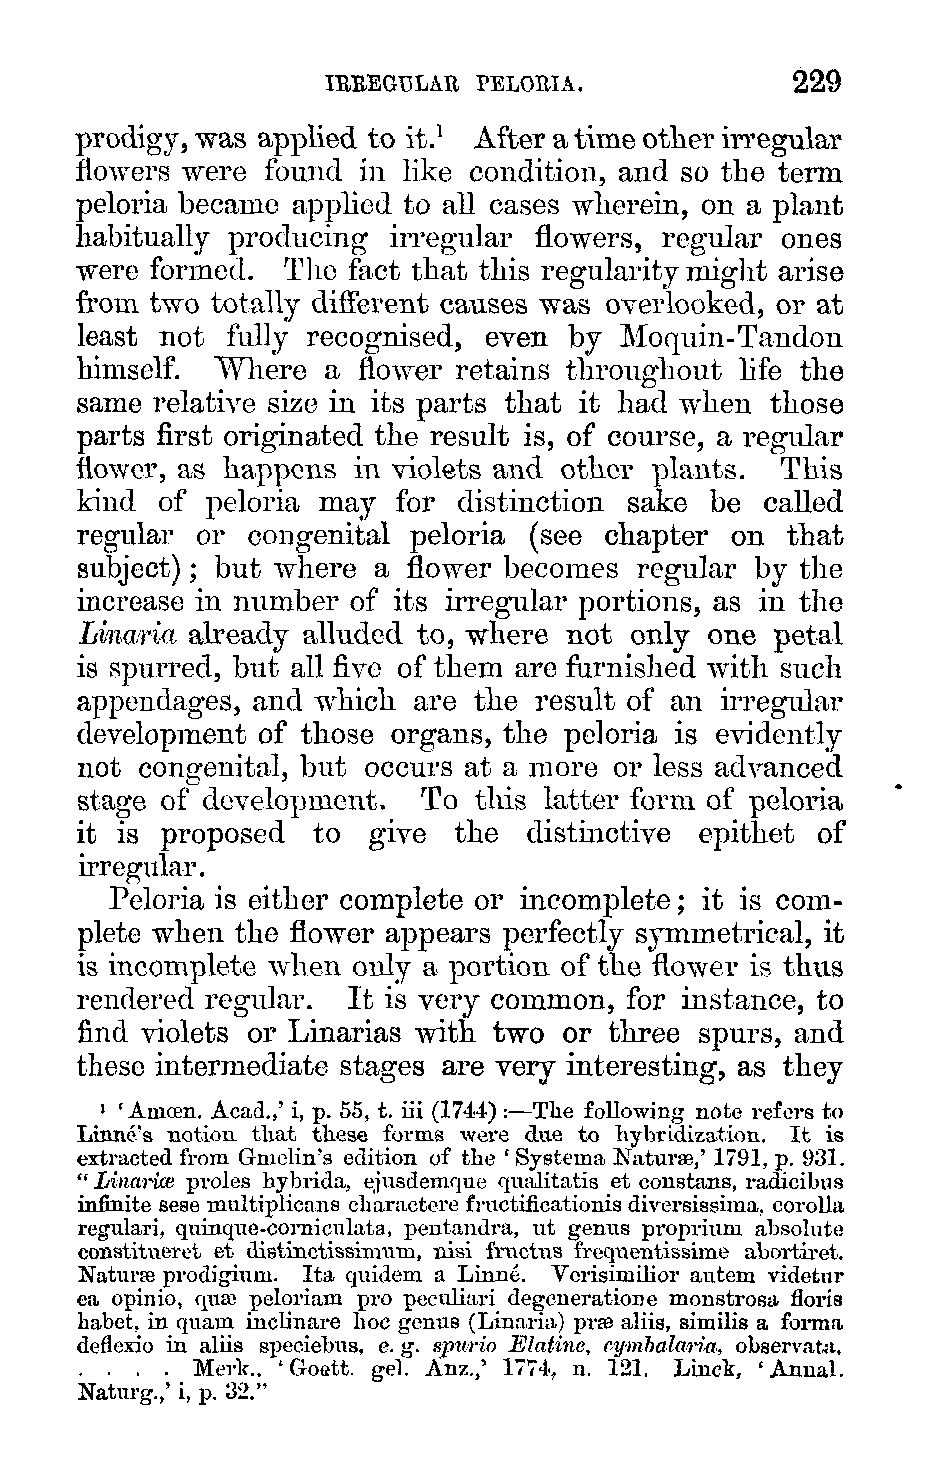 IRREGULAR PELORIA. 229
prodigy, was applied to it.¹ After a time other irregular
flowers were found in like condition, and so the term
peloria became applied to all cases wherein, on a plant
habitually producing irregular flowers, regular ones
were formed. The fact that this regularity might arise
from two totally different causes was overlooked, or at
least not fully recognised, even by Moquin-Tandon
himself. Where a flower retains throughout life the
same relative size in its parts that it had when those
parts first originated the result is, of course, a regular
flower, as happens in violets and other plants. This
kind of peloria may for distinction sake be called
regular or congenital peloria (see chapter on that
subject); but where a flower becomes regular by the
increase in number of its irregular portions, as in the
Linaria already alluded to, where not only one petal
is spurred, but all five of them are furnished with such
appendages, and which are the result of an irregular
development of those organs, the peloria is evidently
not congenital, but occurs at a more or less advanced
stage of development. To this latter form of peloria
it is proposed to give the distinctive epithet of
irregular.
Peloria is either complete or incomplete; it is com-
plete when the flower appears perfectly symmetrical, it
is incomplete when only a portion of the flower is thus
rendered regular. It is very common, for instance, to
find violets or Linarias with two or three spurs, and
these intermediate stages are very interesting, as they
¹ ‘Amœn. Acad.,’ i, p. 55, t. iii (1744):—The following note refers to
Linné's notion that these forms were due to hybridization. It is
extracted from Gmelin's edition of the ‘Systema Naturæ,’ 1791, p. 931.
“Linariæ proles hybrida, ejusdemque qualitatis et constans, radicibus
infinite sese multiplicans charactere fructificationis diversissima, corolla
regulari, quinque-corniculata, pentandra, ut genus proprium absolute
constitueret et distinctissimum, nisi fructus frequentissime abortiret.
Naturæ prodigium. Ita quidem a Linné. Verisimilior autem videtur
ea opinio, quæ peloriam pro peculiari degeneratione monstrosa floris
habet, in quam inclinare hoc genus (Linaria) præ aliis, similis a forma
deflexio in aliis speciebus, e. g. spurio Elatine, cymbalaria, observata.
. . . . Merk., ‘Goett. gel. Anz.,’ 1774, n. 121. Linck, ‘Annal.
Naturg.,’ i, p. 32.”